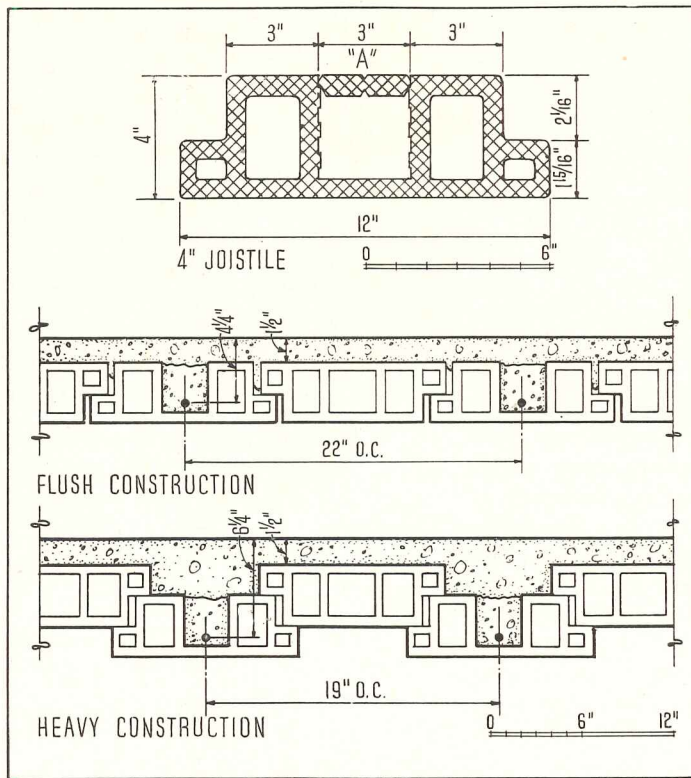 3" 3" 3"
"A"
4"
2 1/16"
1 15/16"
12"
4" JOISTILE
0 6"
4 1/4"
1 1/2"
22" O.C.
FLUSH CONSTRUCTION
6 1/4"
1 1/2"
19" O.C.
HEAVY CONSTRUCTION
0 6" 12"